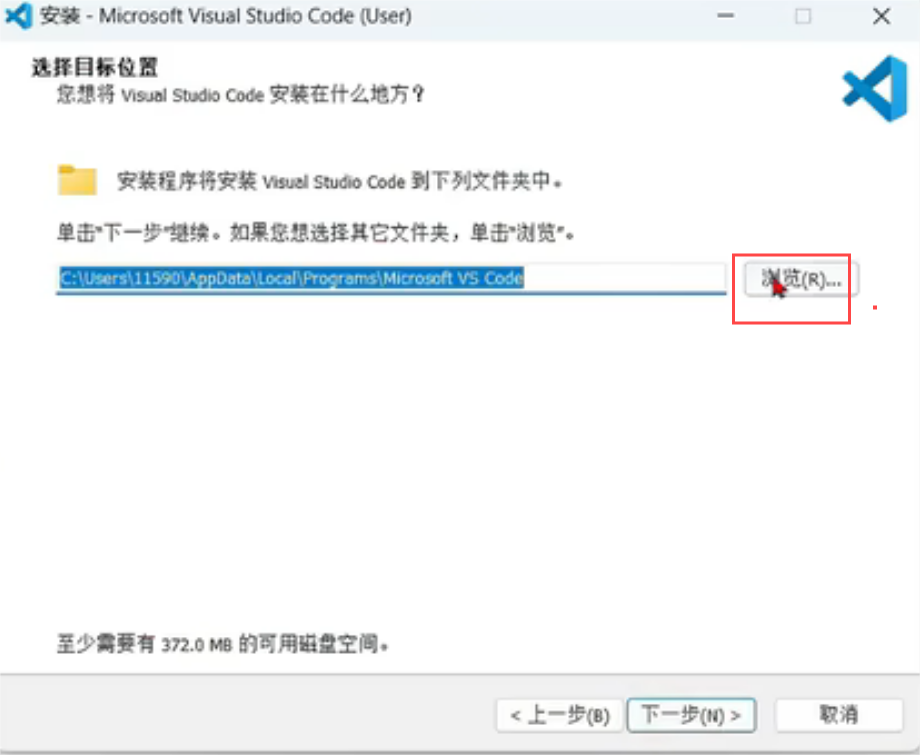 安装 - Microsoft Visual Studio Code (User)
选择目标位置
您想将 Visual Studio Code 安装在什么地方？
安装程序将安装 Visual Studio Code 到下列文件夹中。
单击"下一步"继续。如果您想选择其它文件夹，单击"浏览"。
C:\Users\11590\AppData\Local\Programs\Microsoft VS Code
浏览(R)...
至少需要有 372.0 MB 的可用磁盘空间。
< 上一步(B)
下一步(N) >
取消